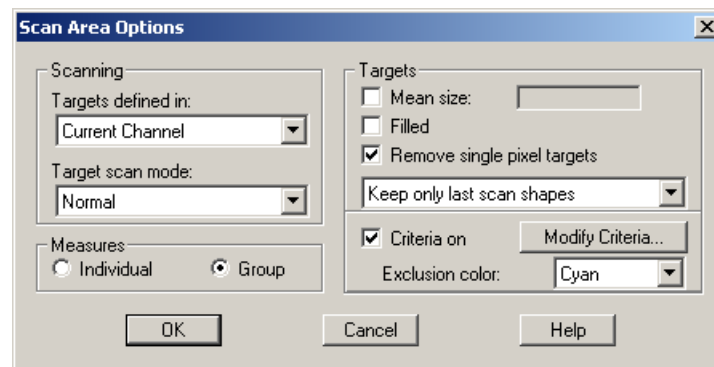 Scan Area Options
Scanning
Targets defined in:
Current Channel
Target scan mode:
Normal
Measures
Individual
Group
Targets
Mean size:
Filled
Remove single pixel targets
Keep only last scan shapes
Criteria on
Modify Criteria...
Exclusion color:
Cyan
OK
Cancel
Help